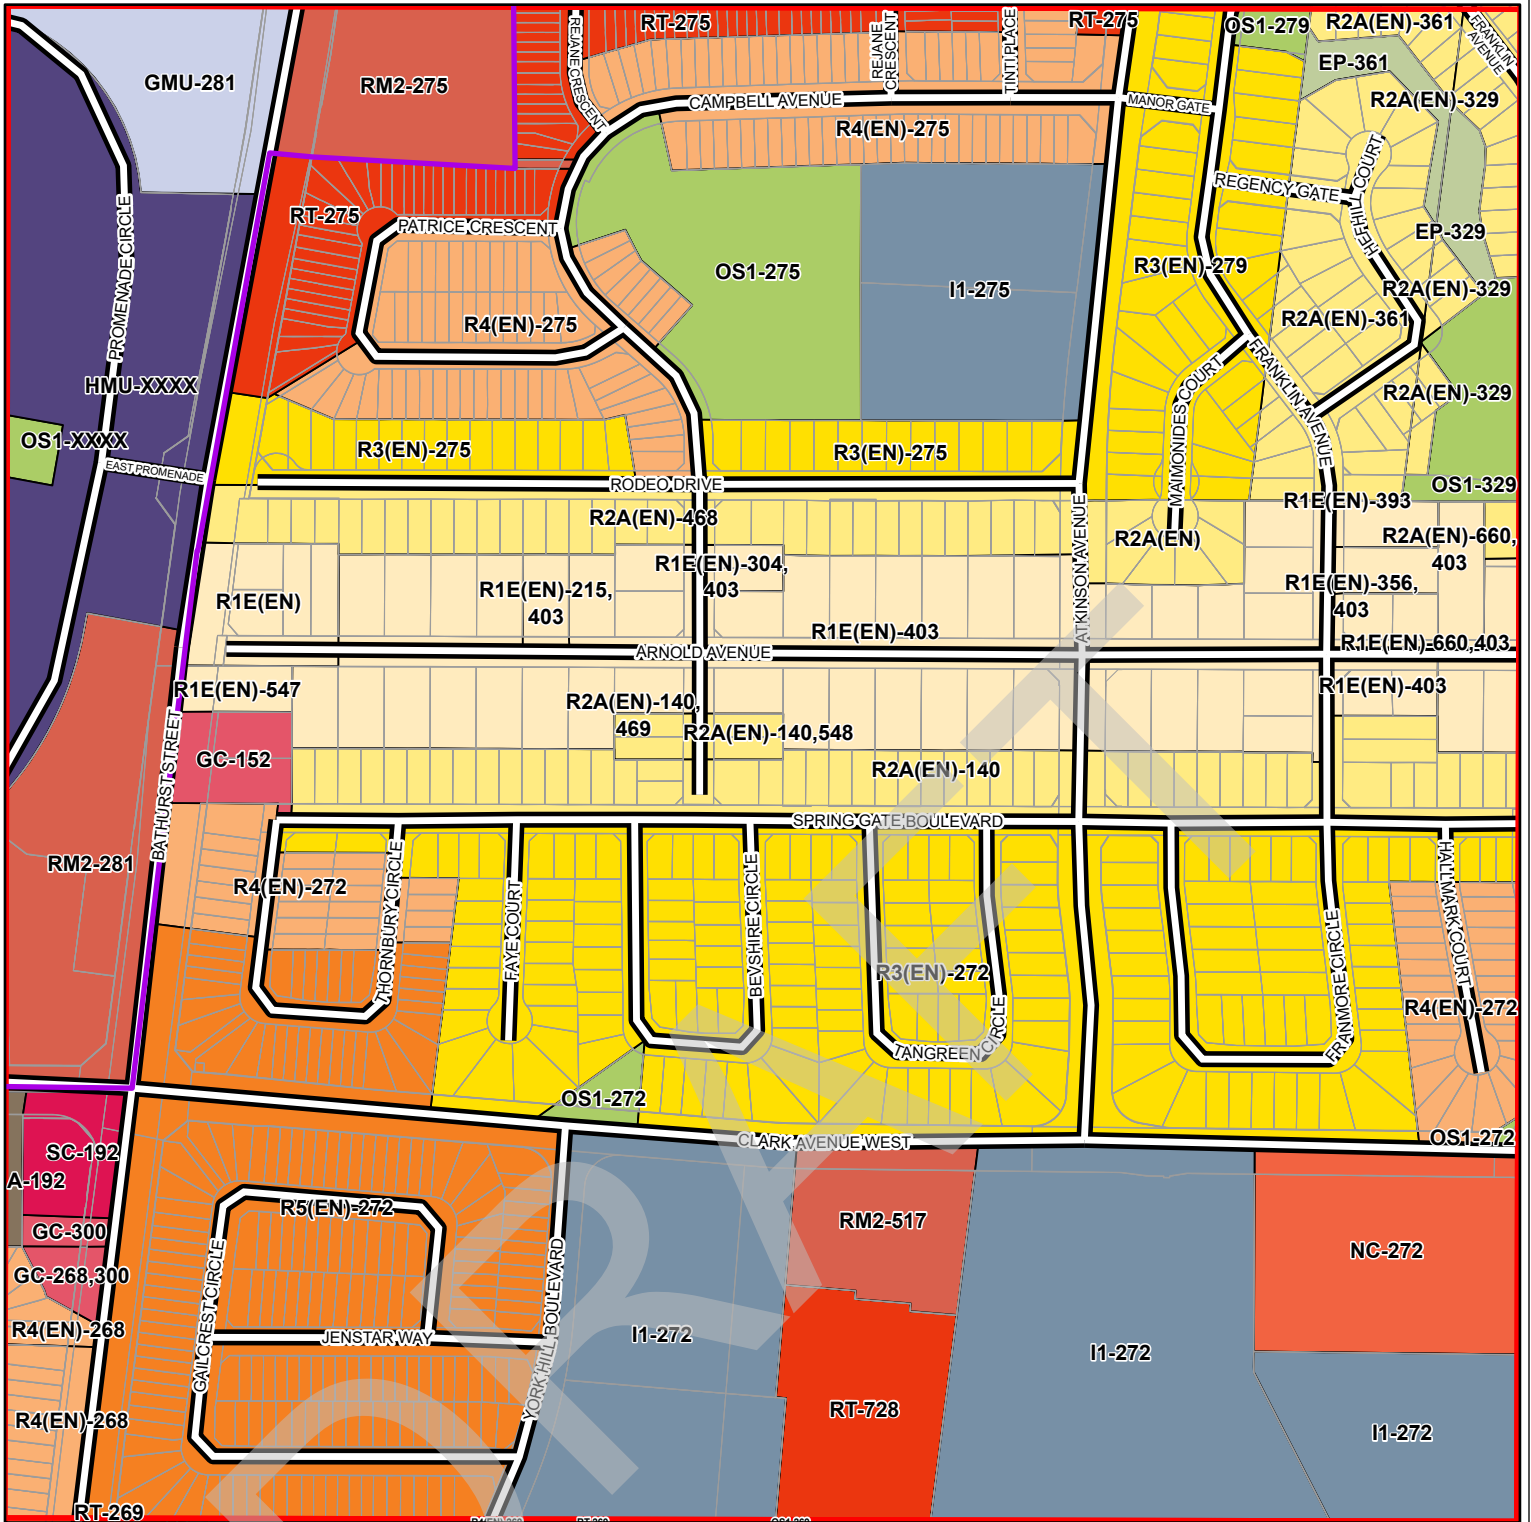 RT-275
RT-275
OS1-279
R2A(EN)-361
FRANKLIN
AVENUE
GMU-281
RM2-275
REJANE CRESCENT
REJANE
CRESCENT
TINTI PLACE
EP-361
CAMPBELL AVENUE
MANOR GATE
R2A(EN)-329
R4(EN)-275
REGENCY GATE
HEFHILL COURT
RT-275
PATRICE CRESCENT
EP-329
PROMENADE CIRCLE
OS1-275
I1-275
R3(EN)-279
R2A(EN)-329
R4(EN)-275
R2A(EN)-361
HMU-XXXX
MAIMONIDES COURT
FRANKLIN AVENUE
R2A(EN)-329
OS1-XXXX
R3(EN)-275
R3(EN)-275
EAST PROMENADE
RODEO DRIVE
OS1-329
R1E(EN)-393
R2A(EN)-468
ATKINSON AVENUE
R2A(EN)
R2A(EN)-660,
403
R1E(EN)-304,
403
R1E(EN)-215,
403
R1E(EN)-356,
403
R1E(EN)
R1E(EN)-403
R1E(EN)-660,403
ARNOLD AVENUE
R1E(EN)-547
R1E(EN)-403
R2A(EN)-140,
469
R2A(EN)-140,548
GC-152
R2A(EN)-140
BATHURST STREET
SPRING GATE BOULEVARD
RM2-281
R4(EN)-272
THORNBURY CIRCLE
FAYE COURT
BEVSHIRE CIRCLE
R3(EN)-272
TANGREEN CIRCLE
FRANMORE CIRCLE
HALLMARK COURT
R4(EN)-272
OS1-272
CLARK AVENUE WEST
OS1-272
SC-192
A-192
R5(EN)-272
RM2-517
GC-300
NC-272
GC-268,300
GAILCREST CIRCLE
YORK HILL BOULEVARD
R4(EN)-268
JENSTAR WAY
I1-272
I1-272
RT-728
R4(EN)-268
I1-272
RT-269
DRAFT